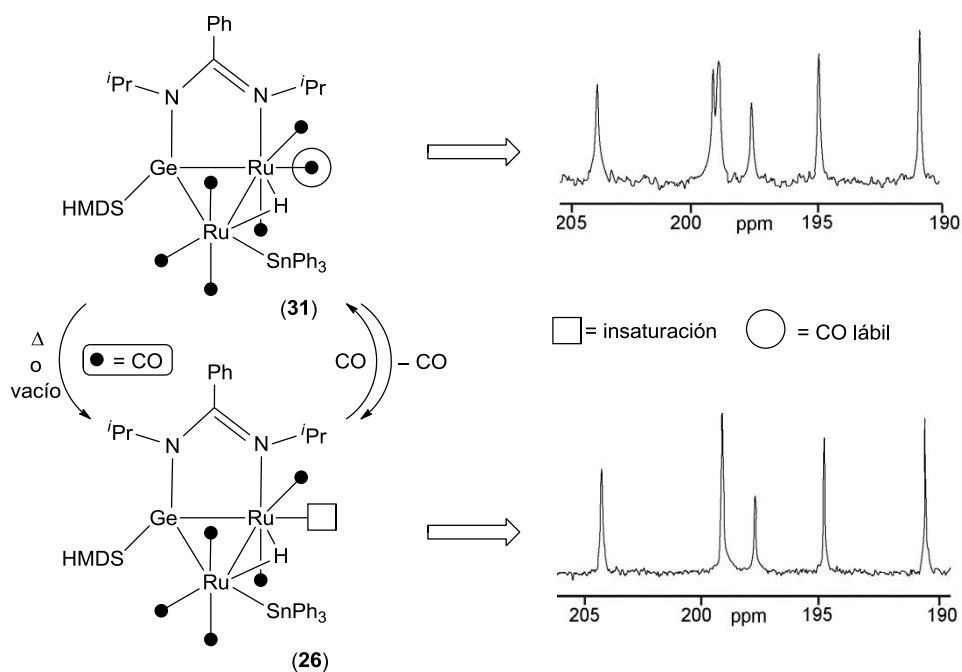 Ph
iPr
N
N
iPr
Ge
Ru
HMDS
H
Ru
SnPh3
(31)
205
200
ppm
195
190
Δ
o
vacío
= CO
CO
– CO
= insaturación
= CO lábil
Ph
iPr
N
N
iPr
Ge
Ru
HMDS
H
Ru
SnPh3
(26)
205
200
ppm
195
190